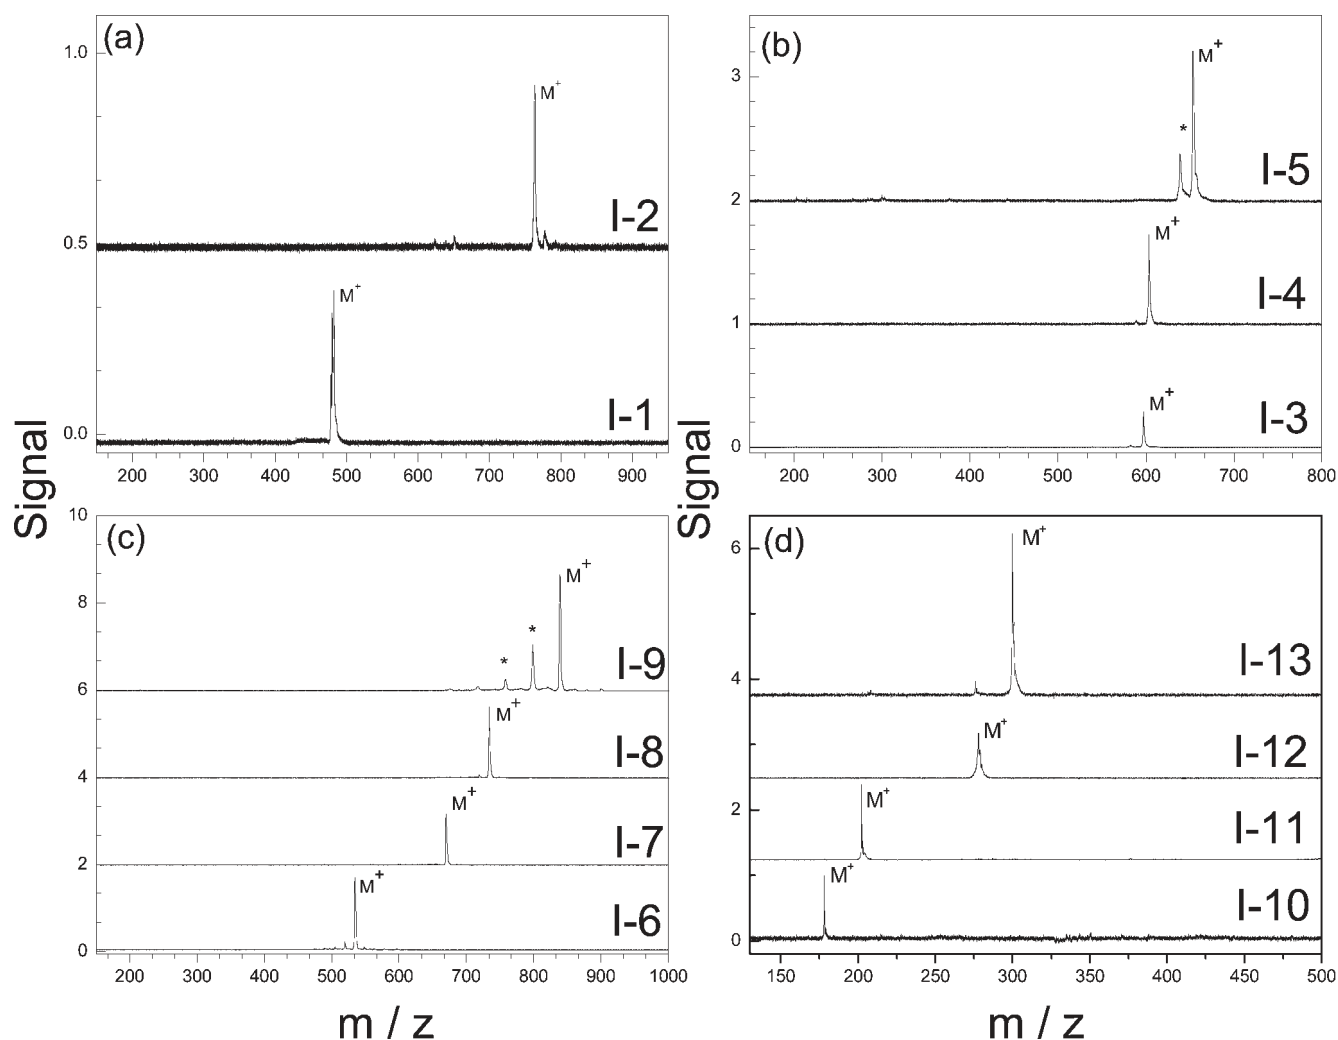 (a)
1.0
M+
I-2
0.5
M+
I-1
0.0
200 300 400 500 600 700 800 900
(b)
M+
3
*
I-5
2
M+
I-4
1
M+
I-3
0
200 300 400 500 600 700 800
Signal
Signal
10
(c)
M+
8
*
*
I-9
6
M+
I-8
4
M+
I-7
2
M+
I-6
0
200 300 400 500 600 700 800 900 1000
m / z
(d)
M+
6
I-13
4
M+
I-12
2
M+
I-11
M+
I-10
0
150 200 250 300 350 400 450 500
m / z